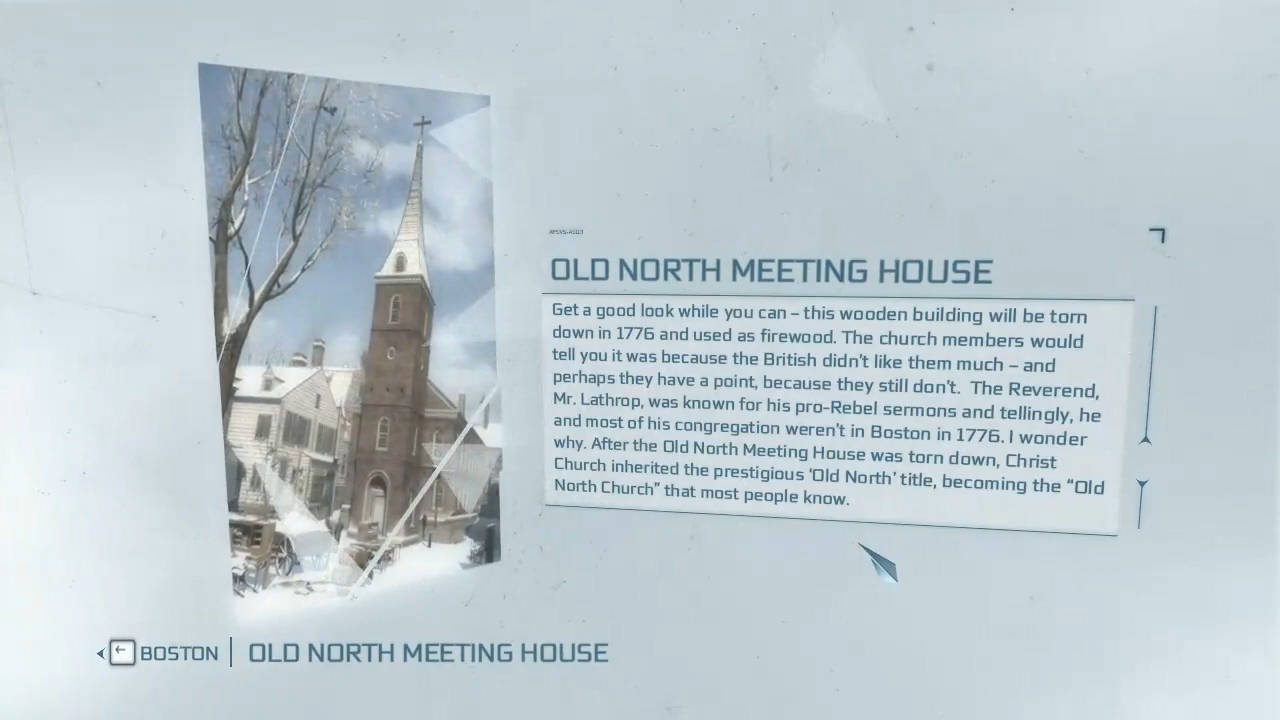 OLD NORTH MEETING HOUSE
Get a good look while you can – this wooden building will be torn
down in 1776 and used as firewood. The church members would
tell you it was because the British didn't like them much – and
perhaps they have a point, because they still don't.  The Reverend,
Mr. Lathrop, was known for his pro-Rebel sermons and tellingly, he
and most of his congregation weren't in Boston in 1776. I wonder
why. After the Old North Meeting House was torn down, Christ
Church inherited the prestigious 'Old North' title, becoming the "Old
North Church" that most people know.
BOSTON
OLD NORTH MEETING HOUSE